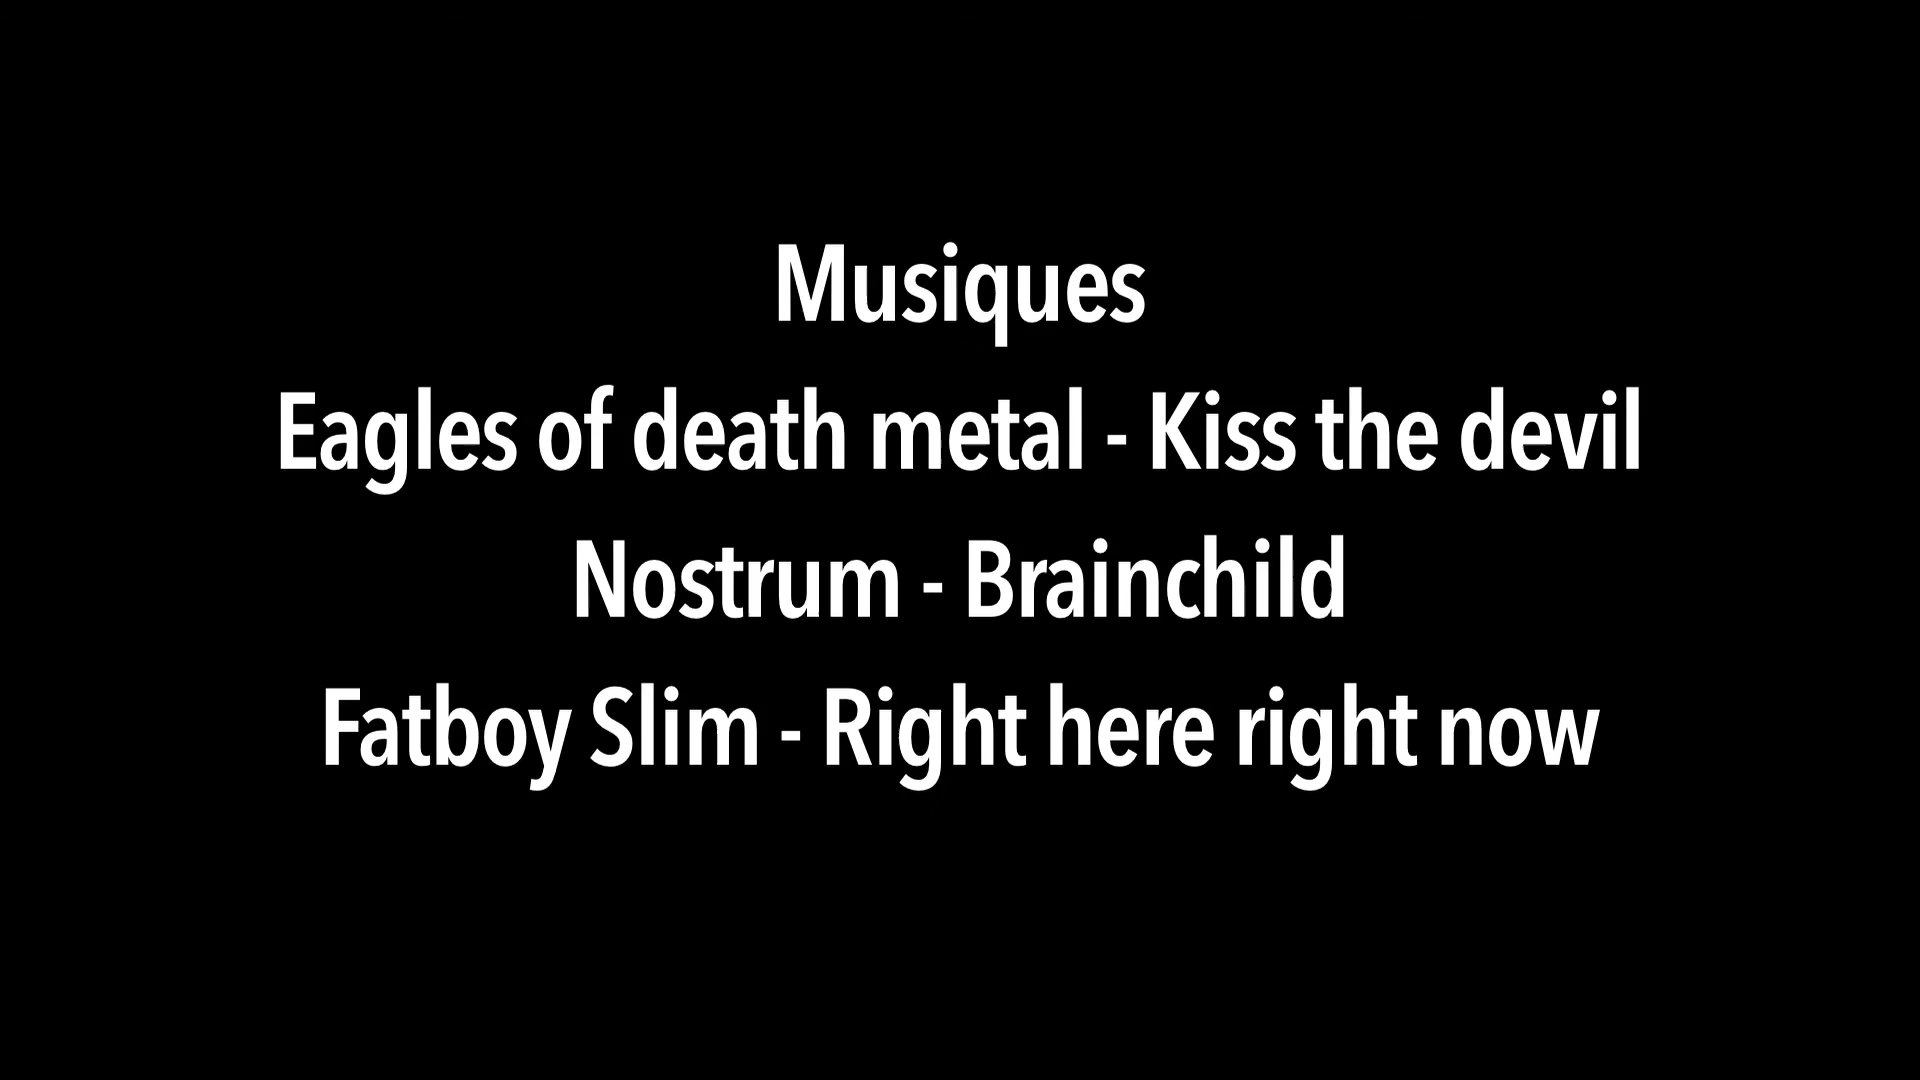 Musiques
Eagles of death metal - Kiss the devil
Nostrum - Brainchild
Fatboy Slim - Right here right now